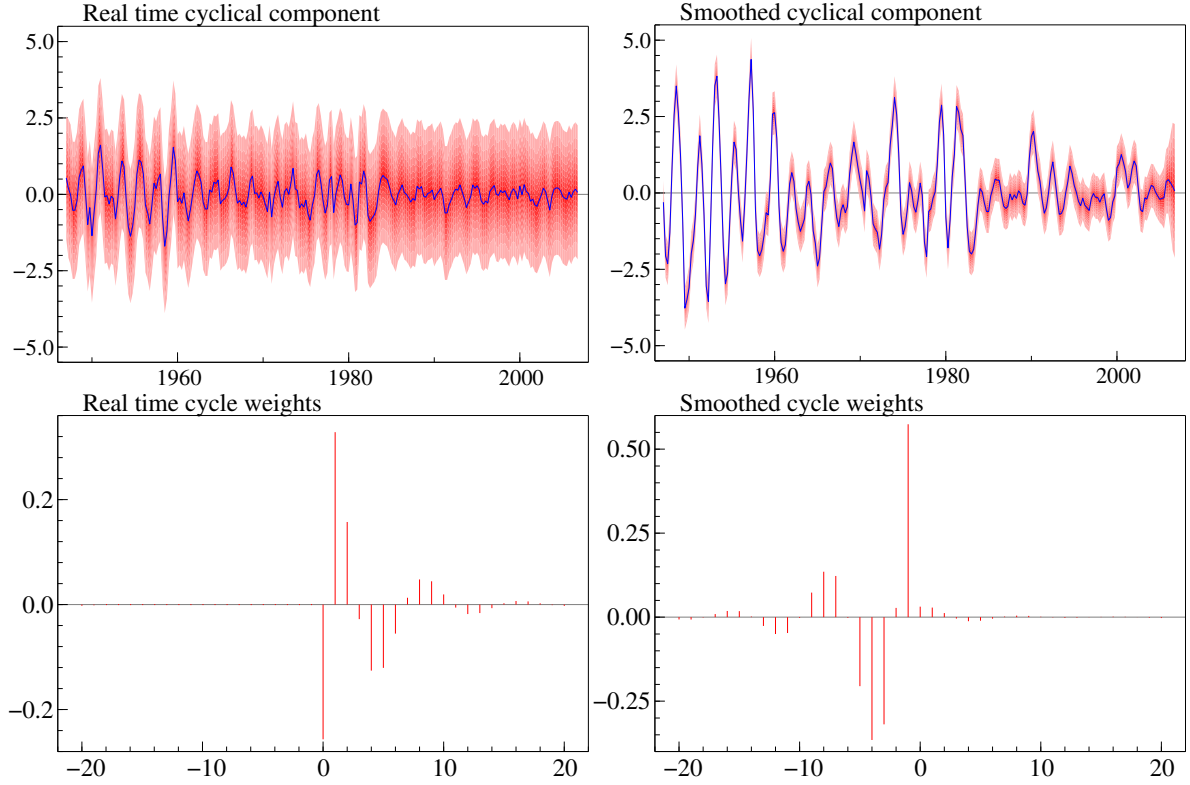 Real time cyclical component
5.0
2.5
0.0
−2.5
−5.0
1960 1980 2000
Smoothed cyclical component
5.0
2.5
0.0
−2.5
−5.0
1960 1980 2000
Real time cycle weights
0.2
0.0
−0.2
−20 −10 0 10 20
Smoothed cycle weights
0.50
0.25
0.00
−0.25
−20 −10 0 10 20